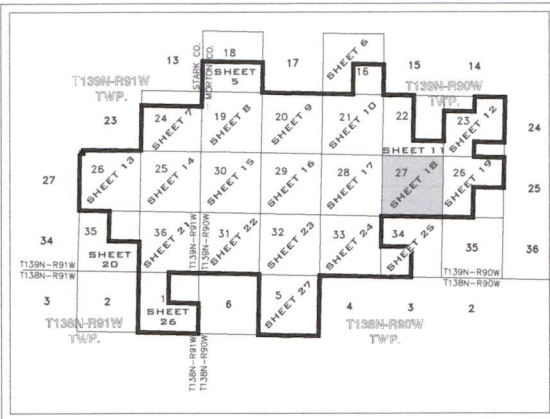 SHEET 6
13 18 17 16 15 14
STARK CO.
MORTON CO.
SHEET 5
T139N-R91W TWP.
T139N-R90W TWP.
23 24 SHEET 7 19 SHEET 8 20 SHEET 9 21 SHEET 10 22 SHEET 11 23 SHEET 12 24
27 26 SHEET 13 25 SHEET 14 30 SHEET 15 29 SHEET 16 28 SHEET 17 27 SHEET 18 26 SHEET 19 25
34 35 SHEET 20 36 SHEET 21 31 SHEET 22 32 SHEET 23 33 SHEET 24 34 SHEET 25 35 36
T139N-R91W
T139N-R90W
T139N-R91W
T138N-R91W
T139N-R90W
T138N-R90W
3 2 1 SHEET 26 6 5 SHEET 27 4 3 2
T138N-R91W TWP.
T138N-R90W TWP.
T138N-R91W
T138N-R90W